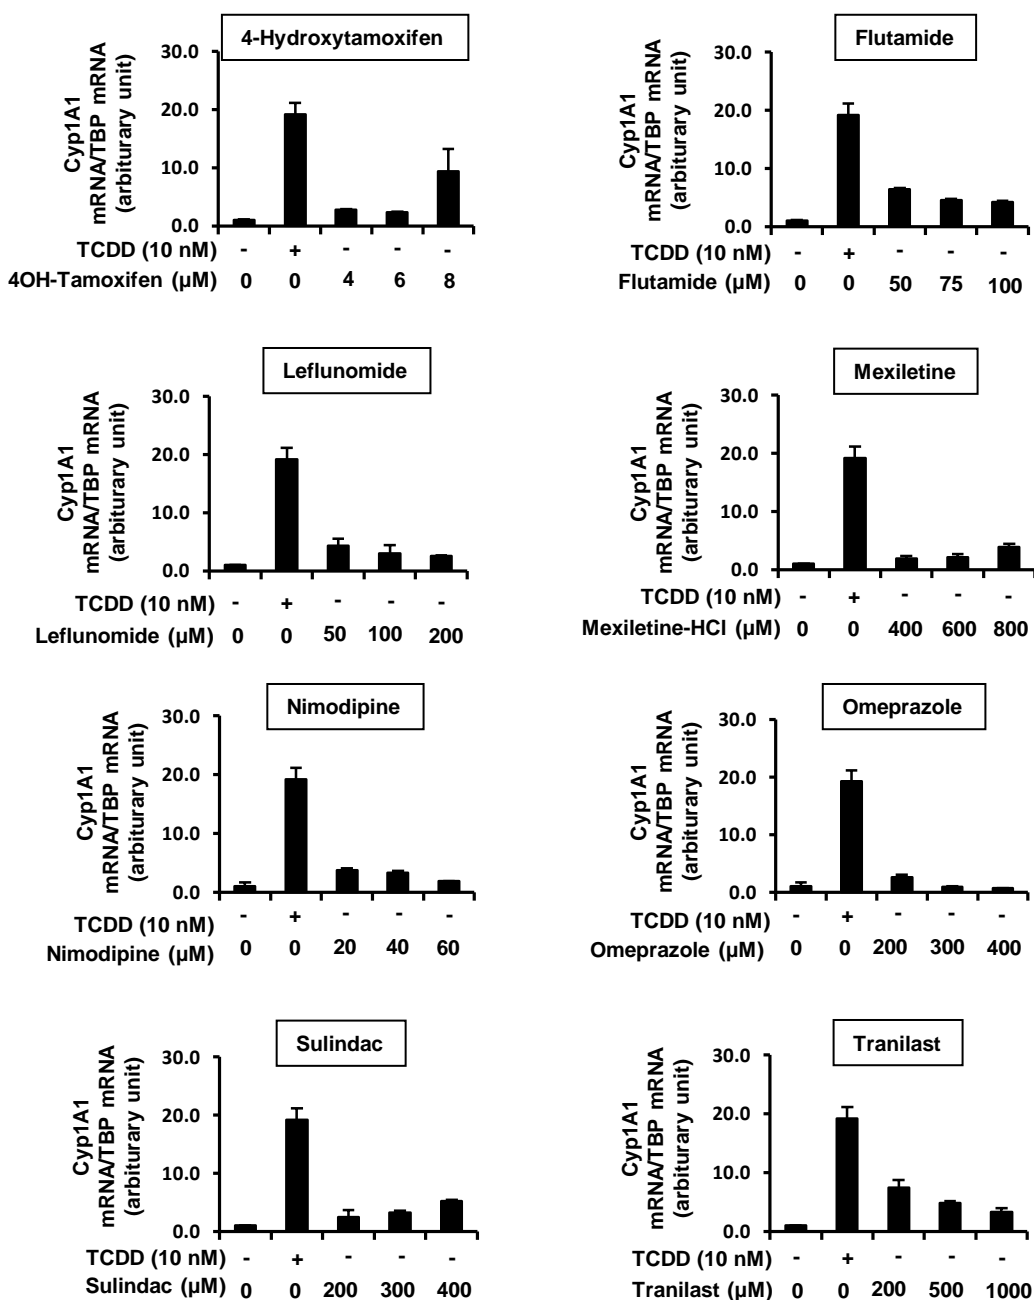 4-Hydroxytamoxifen
Cyp1A1
mRNA/TBP mRNA
(arbiturary unit)
30.0
20.0
10.0
0.0
TCDD (10 nM) - + - - -
4OH-Tamoxifen (µM) 0 0 4 6 8
Flutamide
Cyp1A1
mRNA/TBP mRNA
(arbiturary unit)
30.0
20.0
10.0
0.0
TCDD (10 nM) - + - - -
Flutamide (µM) 0 0 50 75 100
Leflunomide
Cyp1A1
mRNA/TBP mRNA
(arbiturary unit)
30.0
20.0
10.0
0.0
TCDD (10 nM) - + - - -
Leflunomide (µM) 0 0 50 100 200
Mexiletine
Cyp1A1
mRNA/TBP mRNA
(arbiturary unit)
30.0
20.0
10.0
0.0
TCDD (10 nM) - + - - -
Mexiletine-HCl (µM) 0 0 400 600 800
Nimodipine
Cyp1A1
mRNA/TBP mRNA
(arbiturary unit)
30.0
20.0
10.0
0.0
TCDD (10 nM) - + - - -
Nimodipine (µM) 0 0 20 40 60
Omeprazole
Cyp1A1
mRNA/TBP mRNA
(arbiturary unit)
30.0
20.0
10.0
0.0
TCDD (10 nM) - + - - -
Omeprazole (µM) 0 0 200 300 400
Sulindac
Cyp1A1
mRNA/TBP mRNA
(arbiturary unit)
30.0
20.0
10.0
0.0
TCDD (10 nM) - + - - -
Sulindac (µM) 0 0 200 300 400
Tranilast
Cyp1A1
mRNA/TBP mRNA
(arbiturary unit)
30.0
20.0
10.0
0.0
TCDD (10 nM) - + - - -
Tranilast (µM) 0 0 200 500 1000